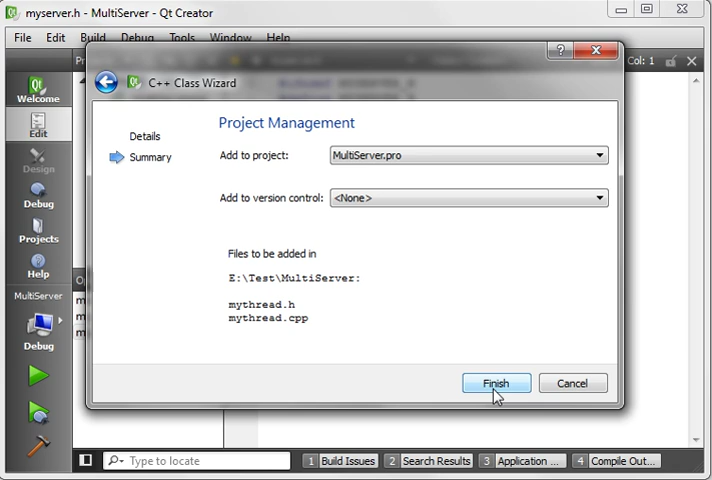 myserver.h - MultiServer - Qt Creator
File Edit Build Debug Tools Window Help
Col: 1
C++ Class Wizard
Welcome
Edit
Design
Debug
Projects
Help
MultiServer
Debug
Details
Summary
Project Management
Add to project: MultiServer.pro
Add to version control: <None>
Files to be added in
E:\Test\MultiServer:
mythread.h
mythread.cpp
Finish Cancel
Type to locate 1 Build Issues 2 Search Results 3 Application ... 4 Compile Out...